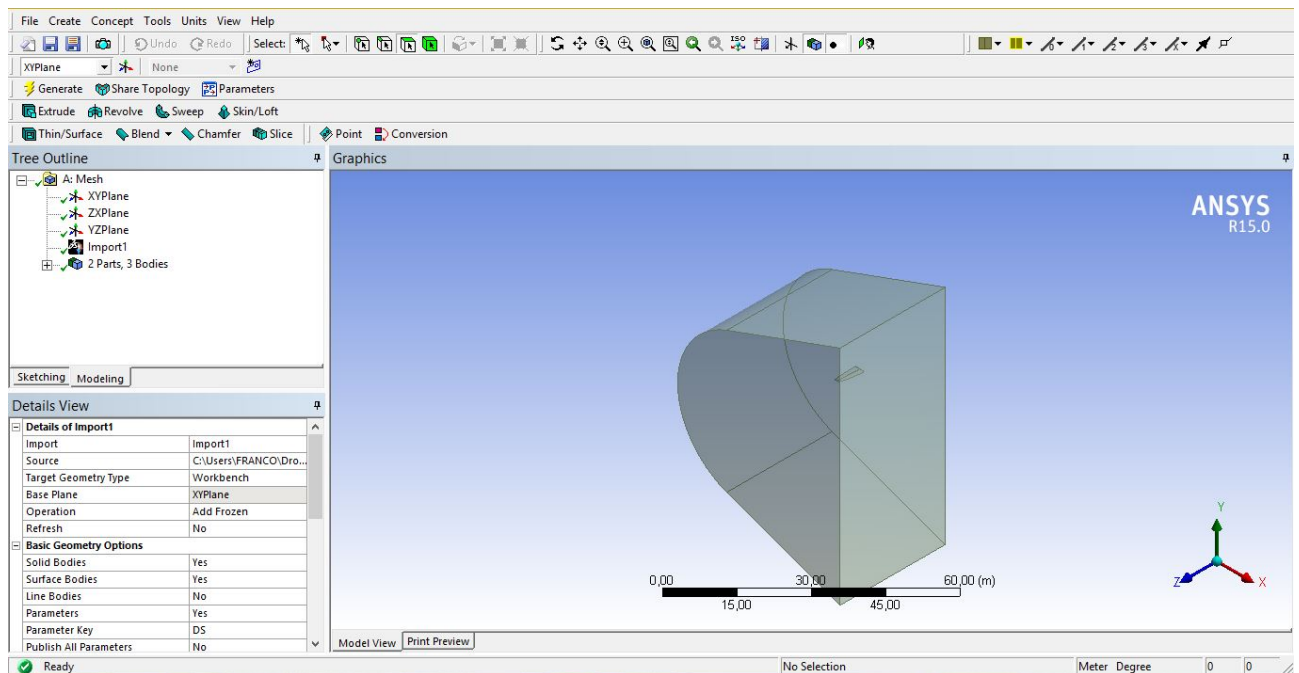 File Create Concept Tools Units View Help
Undo Redo Select: ISO
XYPlane None
Generate Share Topology Parameters
Extrude Revolve Sweep Skin/Loft
Thin/Surface Blend Chamfer Slice Point Conversion
Tree Outline
A: Mesh
XYPlane
ZXPlane
YZPlane
Import1
2 Parts, 3 Bodies
Sketching Modeling
Details View
Details of Import1
Import Import1
Source C:\Users\FRANCO\Dro...
Target Geometry Type Workbench
Base Plane XYPlane
Operation Add Frozen
Refresh No
Basic Geometry Options
Solid Bodies Yes
Surface Bodies Yes
Line Bodies No
Parameters Yes
Parameter Key DS
Publish All Parameters No
Graphics
ANSYS
R15.0
0,00 30,00 60,00 (m)
15,00 45,00
Y
Z X
Model View Print Preview
Ready No Selection Meter Degree 0 0